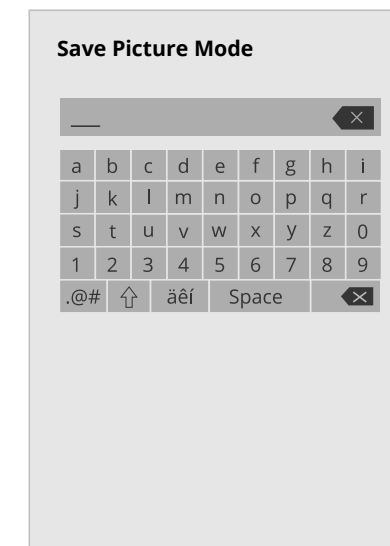 Save Picture Mode
a b c d e f g h i
j k l m n o p q r
s t u v w x y z 0
1 2 3 4 5 6 7 8 9
.@# äêí Space